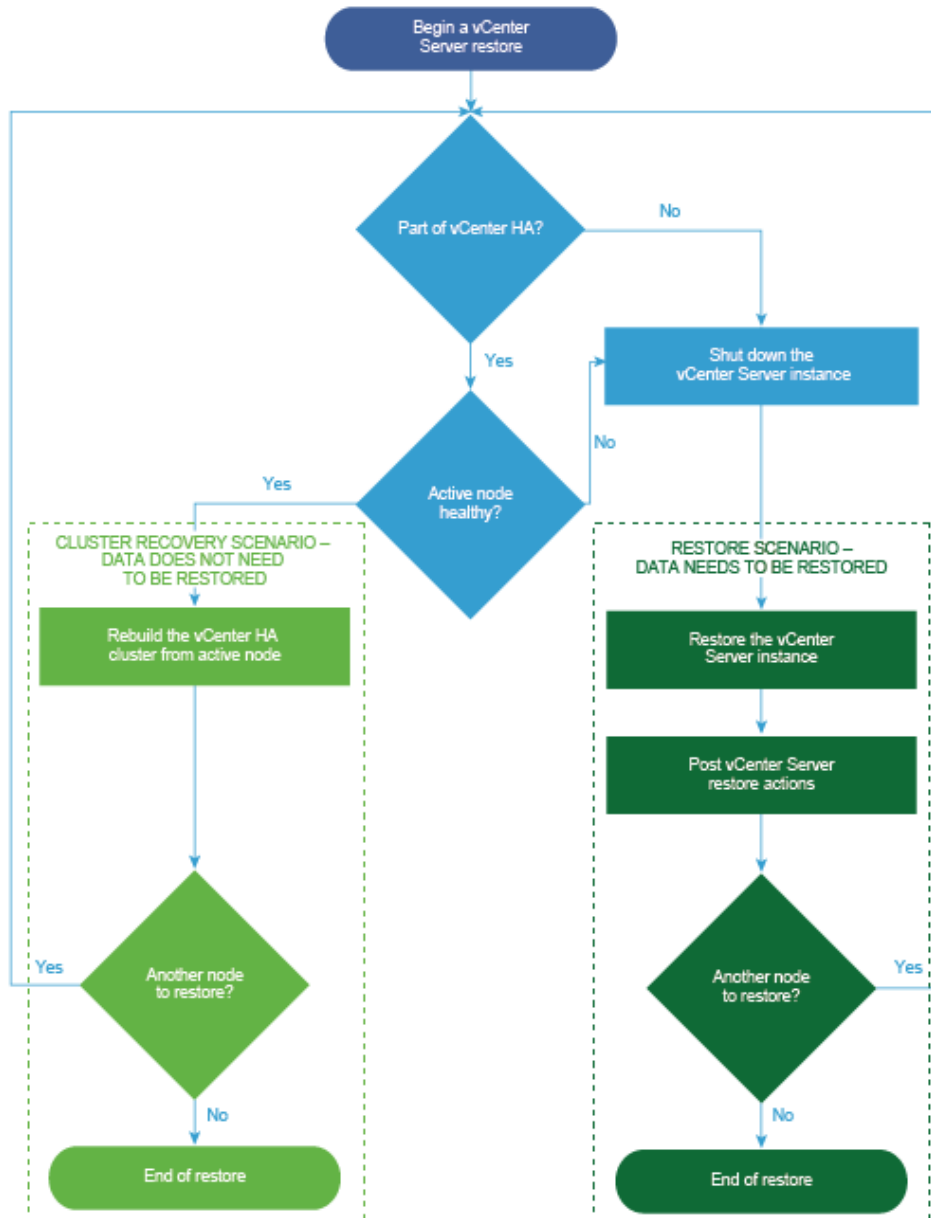 Begin a vCenter
Server restore
Part of vCenter HA?
No
Yes
Shut down the
vCenter Server instance
No
Yes
Active node
healthy?
CLUSTER RECOVERY SCENARIO –
DATA DOES NOT NEED
TO BE RESTORED
RESTORE SCENARIO –
DATA NEEDS TO BE RESTORED
Rebuild the vCenter HA
cluster from active node
Restore the vCenter
Server instance
Post vCenter Server
restore actions
Yes
Another node
to restore?
Another node
to restore?
Yes
No
No
End of restore
End of restore